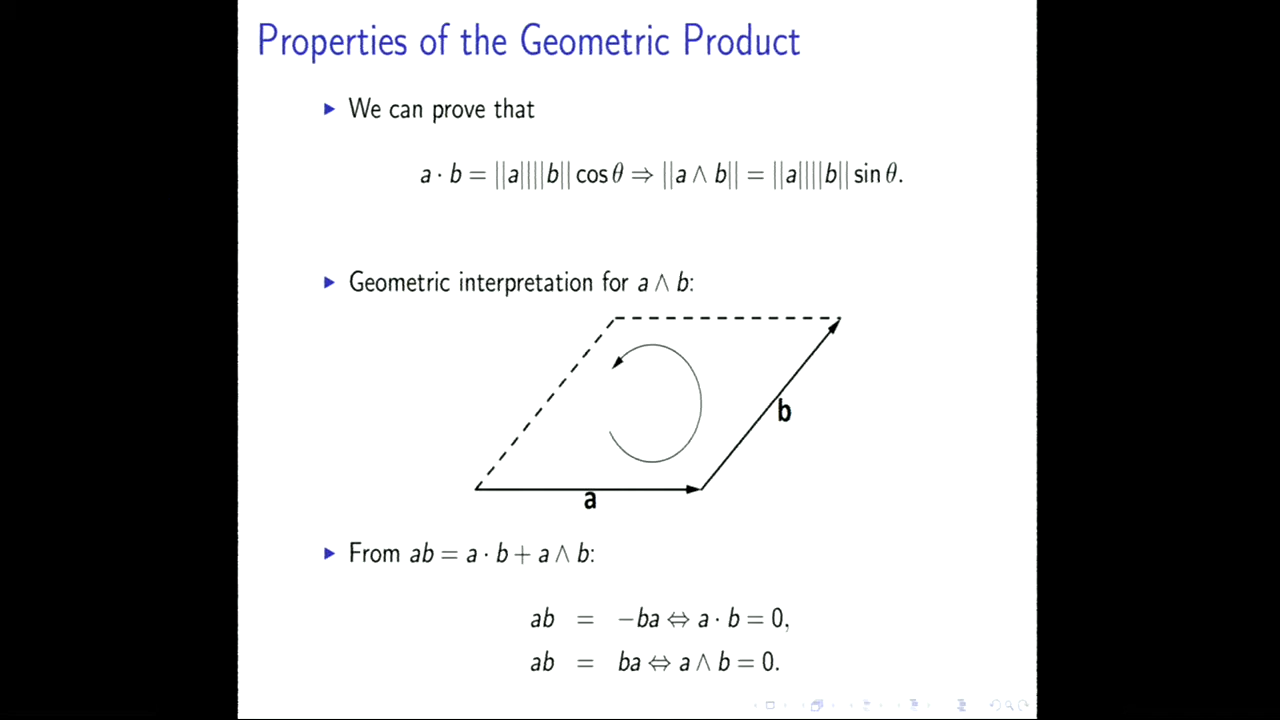 Properties of the Geometric Product
▶ We can prove that
a · b = ||a||||b|| cos θ ⇒ ||a ∧ b|| = ||a||||b|| sin θ.
▶ Geometric interpretation for a ∧ b:
b
a
▶ From ab = a · b + a ∧ b:
ab = −ba ⇔ a · b = 0,
ab = ba ⇔ a ∧ b = 0.